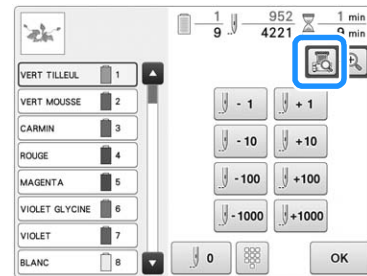 1 952 1 min
9 4221 9 min
VERT TILLEUL 1
VERT MOUSSE 2
CARMIN 3
ROUGE 4
MAGENTA 5
VIOLET GLYCINE 6
VIOLET 7
BLANC 8
- 1 + 1
- 10 +10
- 100 +100
- 1000 +1000
0 OK